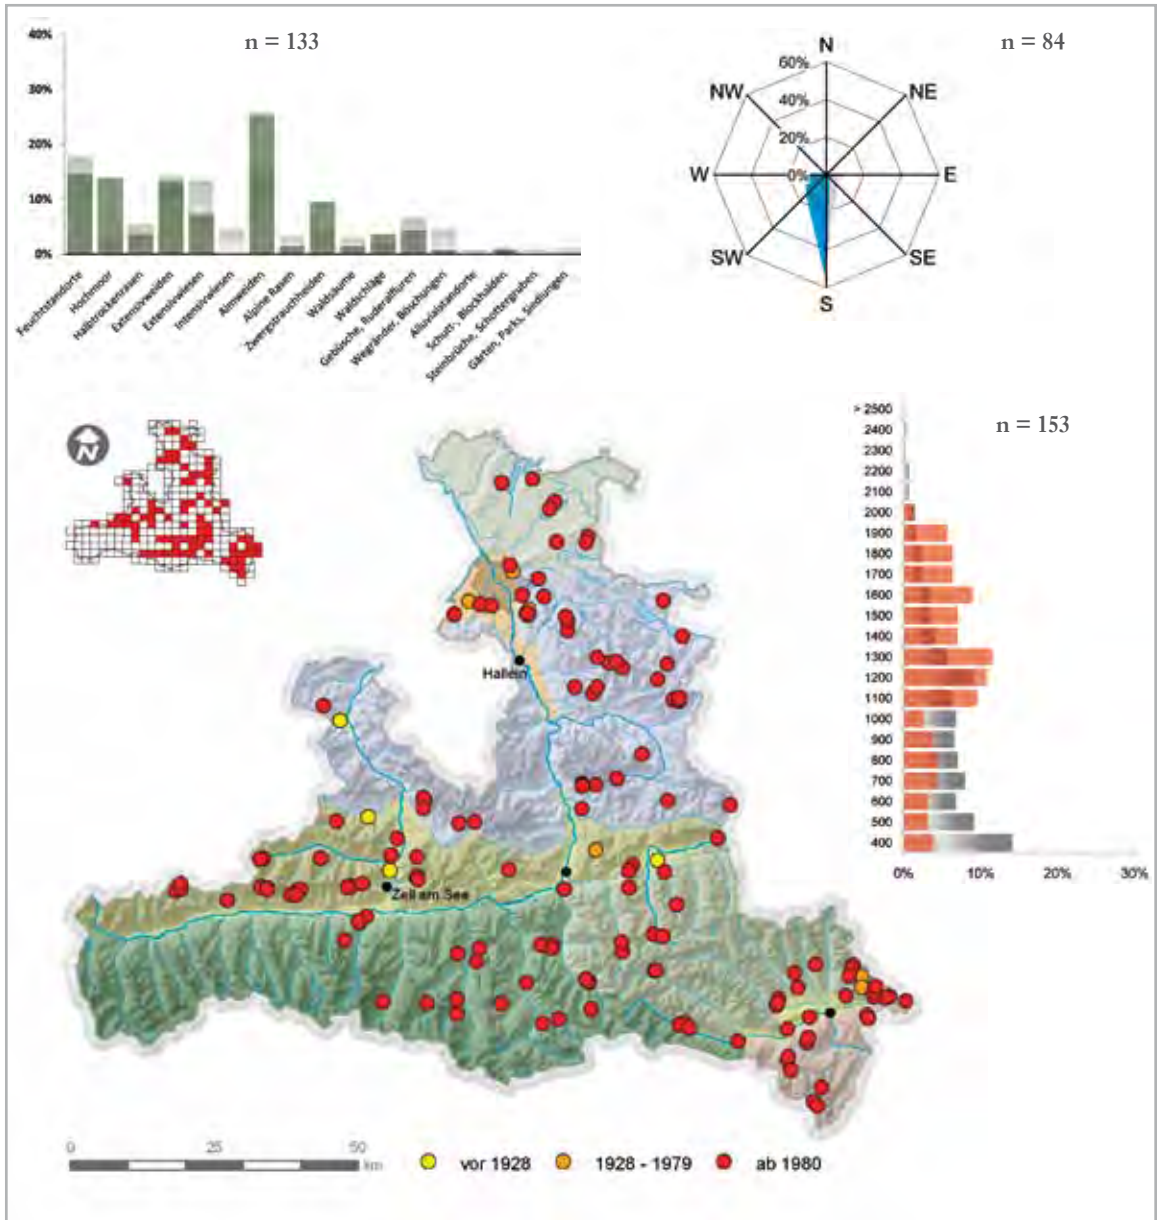 n = 133
40%
30%
20%
10%
0%
Feuchtstandorte
Hochmoor
Halbtrockenrasen
Extensivweiden
Extensivwiesen
Intensivwiesen
Almweiden
Alpine Rasen
Zwergstrauchheiden
Waldsäume
Waldschläge
Gebüsche, Ruderalfluren
Wegränder, Böschungen
Alluvialstandorte
Schutt-, Blockhalden
Steinbrüche, Schottergruben
Gärten, Parks, Siedlungen
n = 84
N
60%
NW
NE
40%
20%
W
0%
E
SW
SE
S
N
n = 153
> 2500
2400
2300
2200
2100
2000
1900
1800
1700
1600
1500
1400
1300
1200
1100
1000
900
800
700
600
500
400
0%
10%
20%
30%
Hallein
Zell am See
0
25
50
km
vor 1928
1928 - 1979
ab 1980